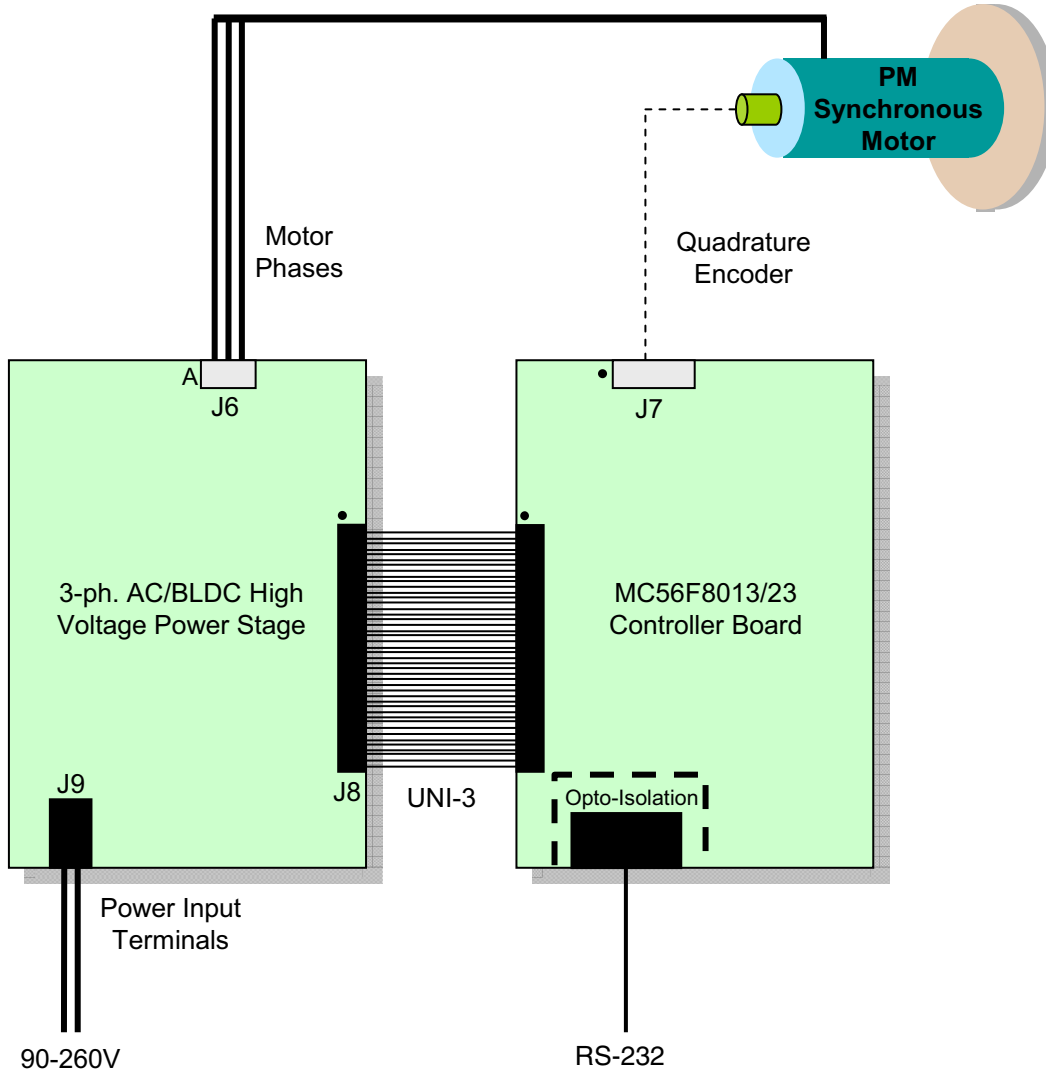 PM
Synchronous
Motor
Motor
Phases
Quadrature
Encoder
A
J6
J7
3-ph. AC/BLDC High
Voltage Power Stage
MC56F8013/23
Controller Board
J9
J8
UNI-3
Opto-Isolation
Power Input
Terminals
90-260V
RS-232